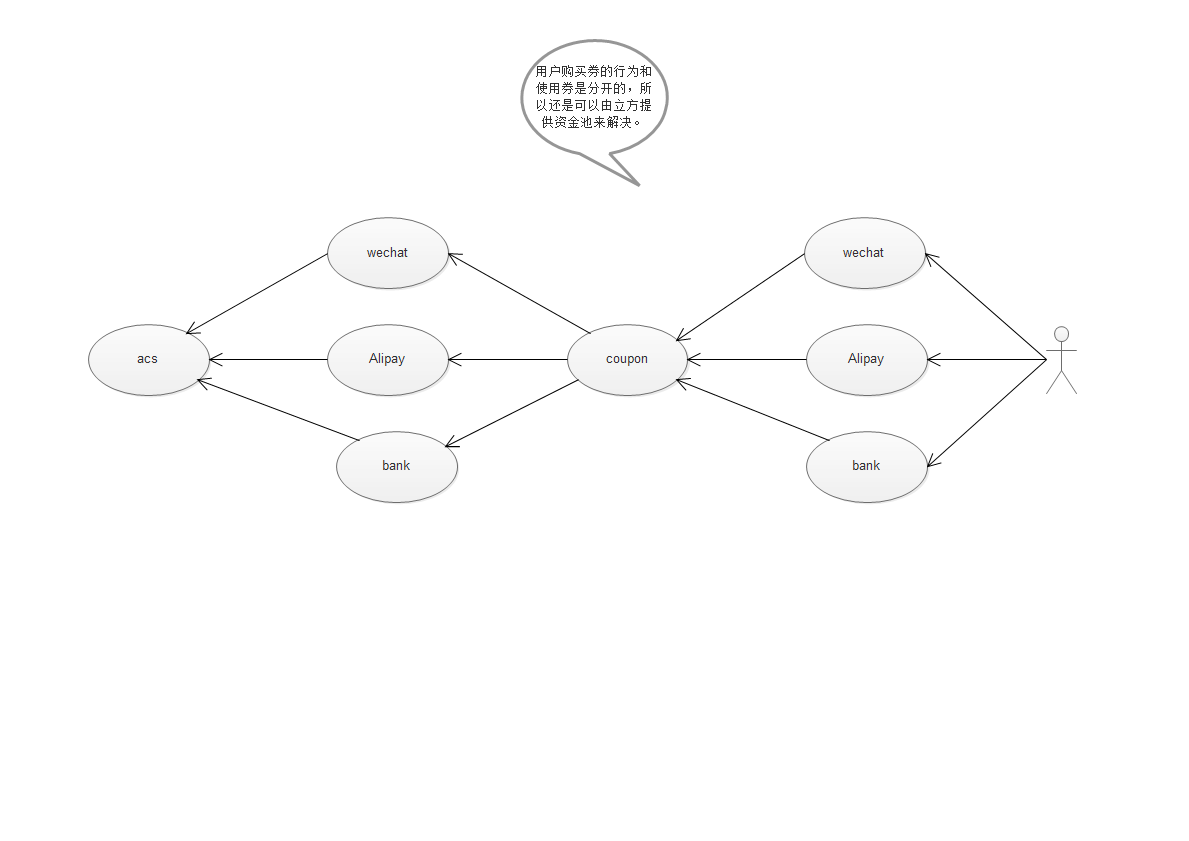 用户购买券的行为和
使用券是分开的，所
以还是可以由立方提
供资金池来解决。
wechat
wechat
acs
Alipay
coupon
Alipay
bank
bank